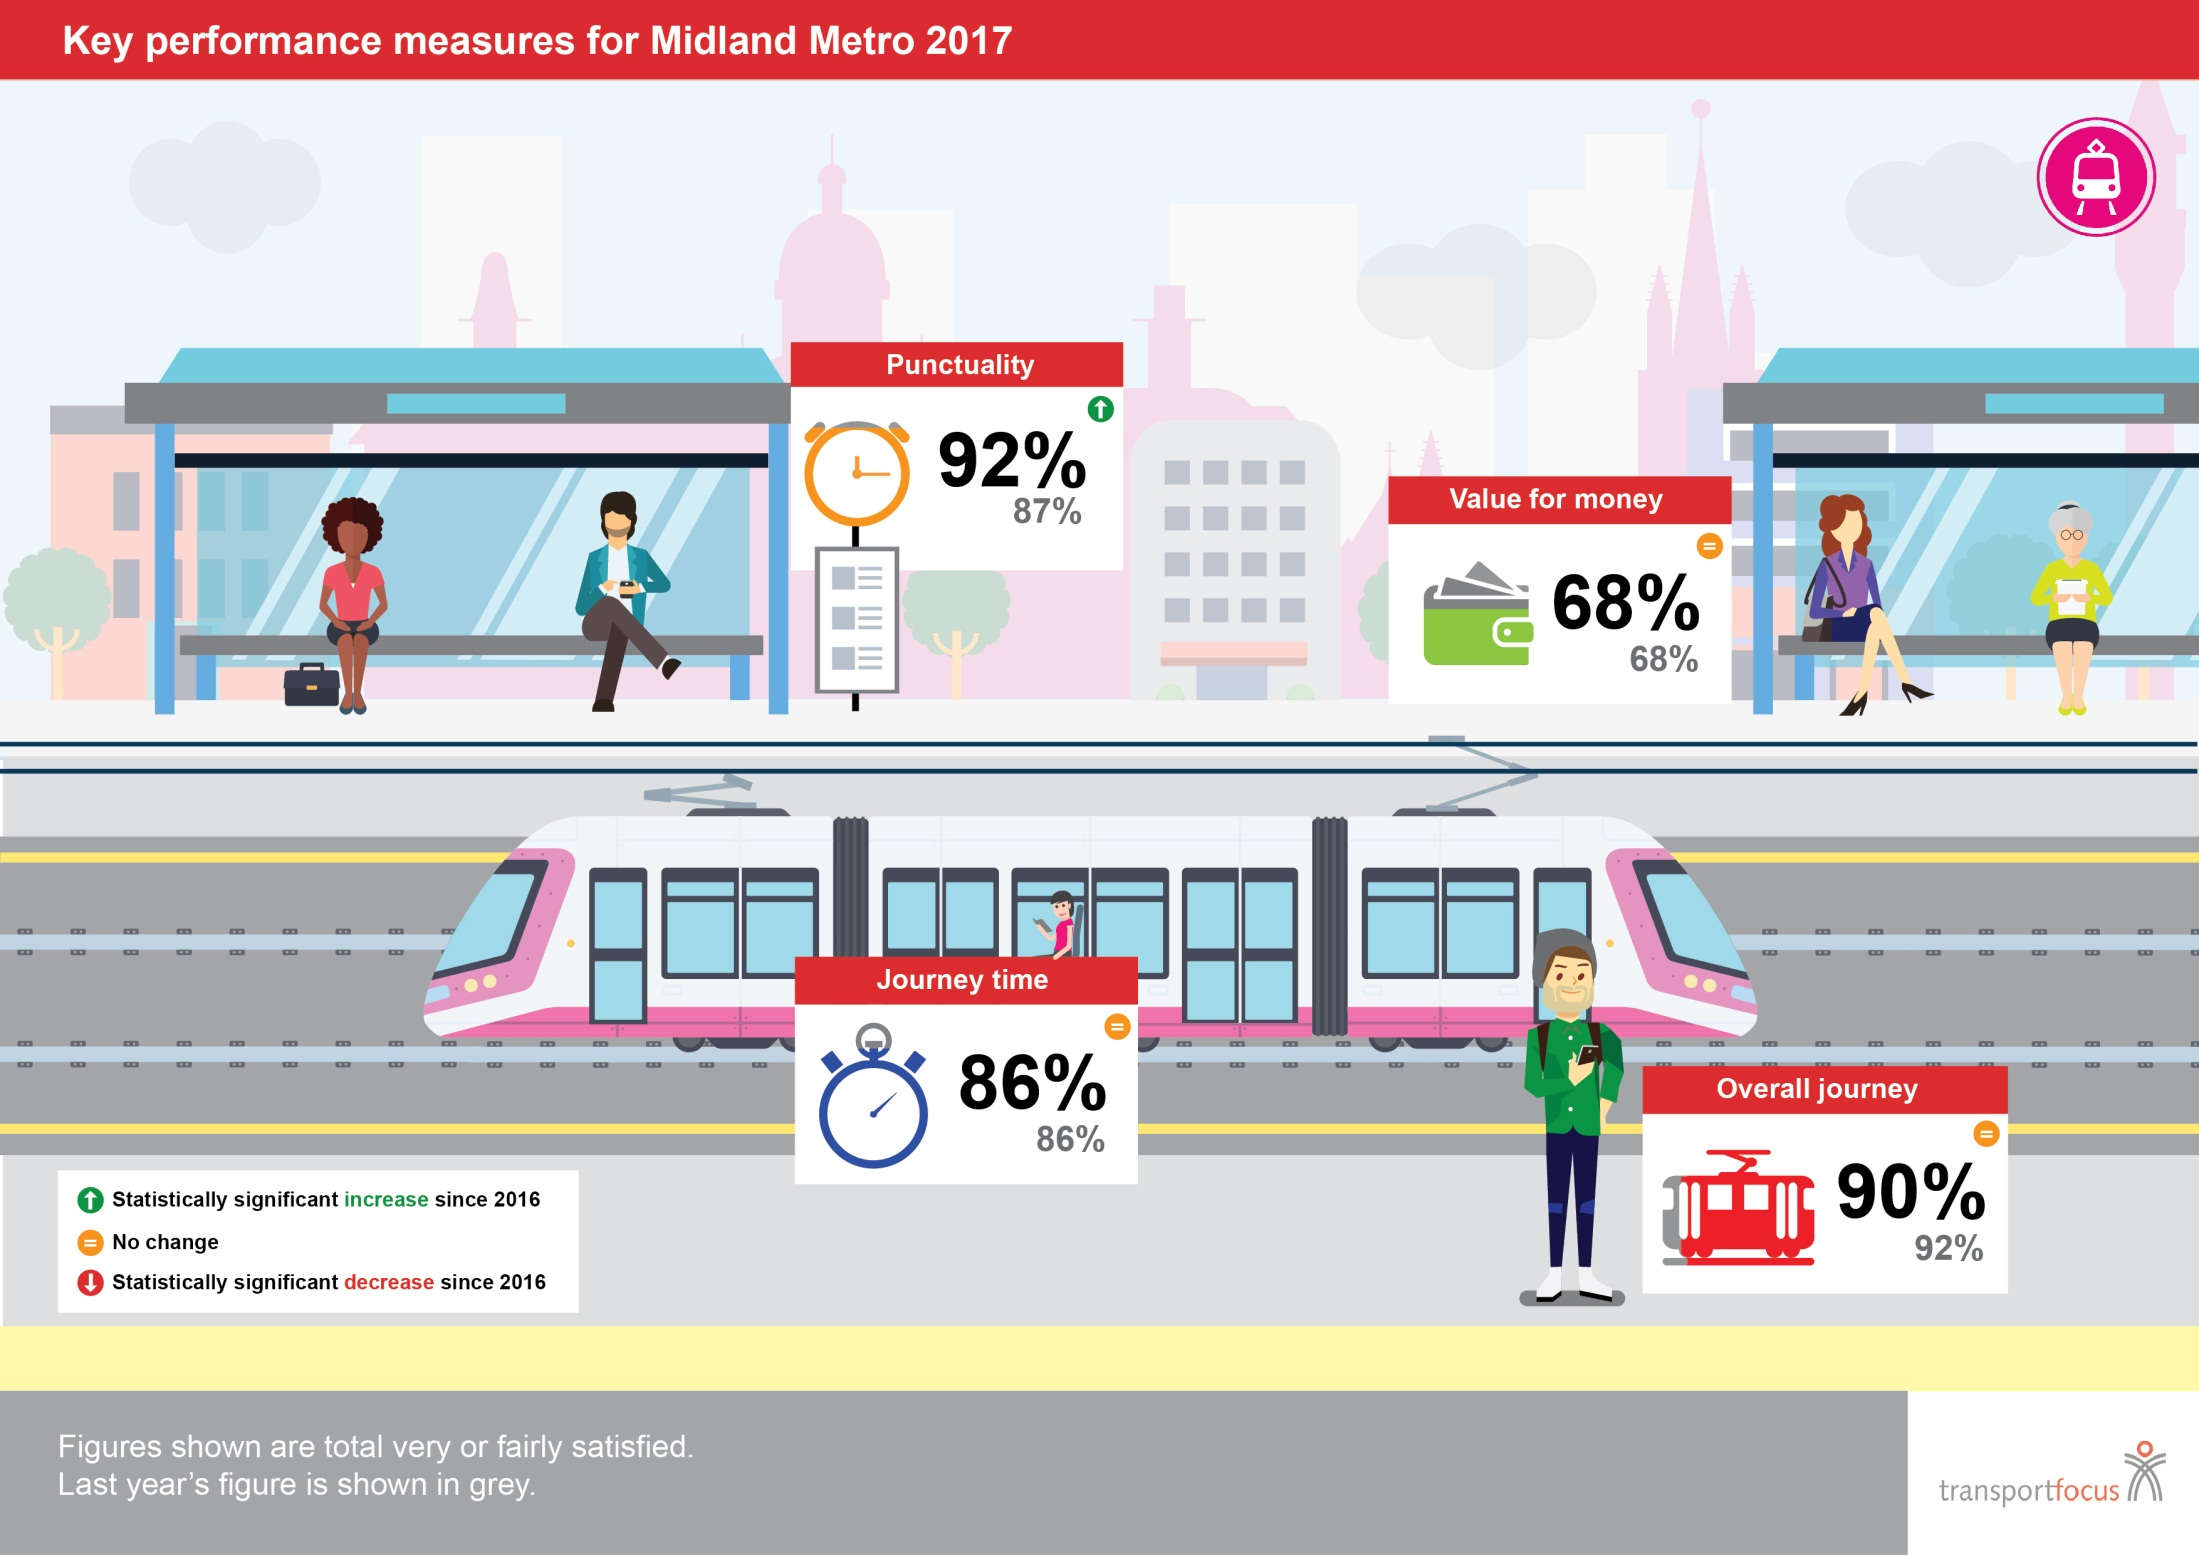 Key performance measures for Midland Metro 2017
Punctuality
92%
87%
Value for money
=
68%
68%
Journey time
=
86%
86%
Overall journey
=
90%
92%
Statistically significant increase since 2016
= No change
Statistically significant decrease since 2016
Figures shown are total very or fairly satisfied.
Last year’s figure is shown in grey.
transportfocus